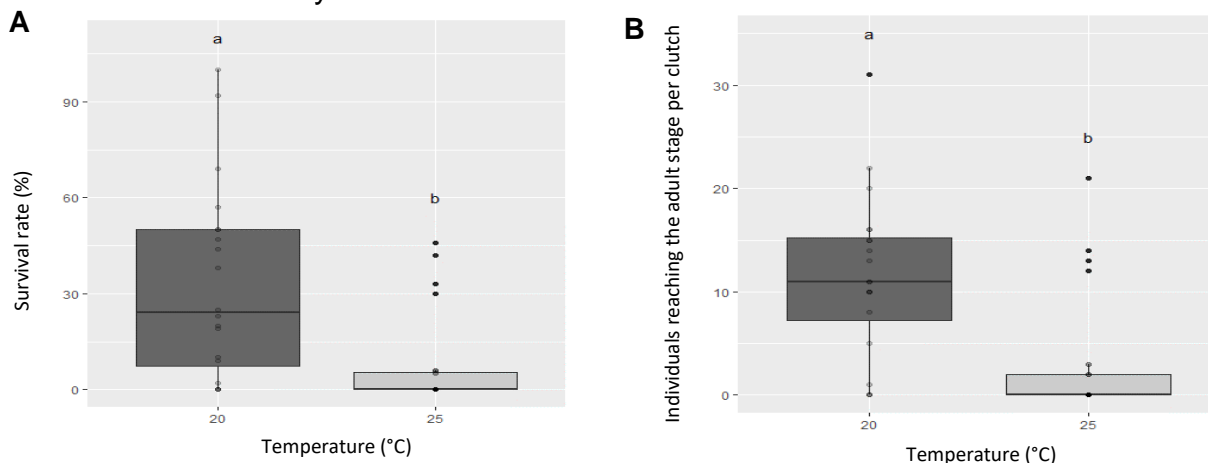 y
A
a
b
90
60
30
0
Survival rate (%)
20
25
Temperature (°C)
B
a
b
30
20
10
0
Individuals reaching the adult stage per clutch
20
25
Temperature (°C)